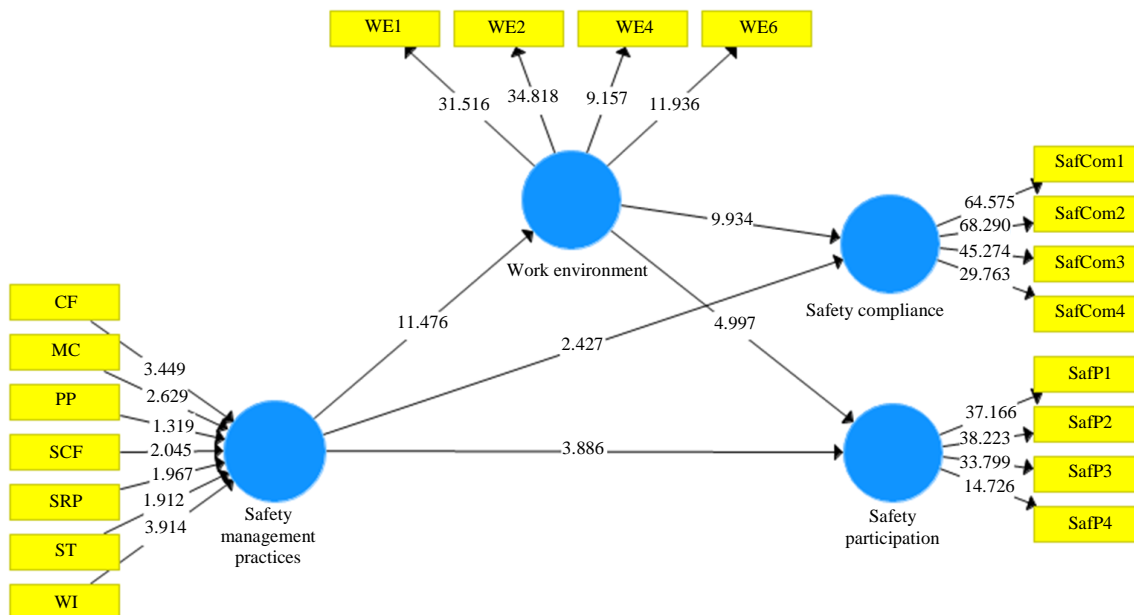 WE1 WE2 WE4 WE6
31.516 34.818 9.157 11.936
Work environment
9.934
SafCom1
SafCom2
SafCom3
SafCom4
64.575
68.290
45.274
29.763
Safety compliance
11.476
2.427
4.997
3.886
CF
MC
PP
SCF
SRP
ST
WI
3.449
2.629
1.319
2.045
1.967
1.912
3.914
Safety
management
practices
SafP1
SafP2
SafP3
SafP4
37.166
38.223
33.799
14.726
Safety
participation